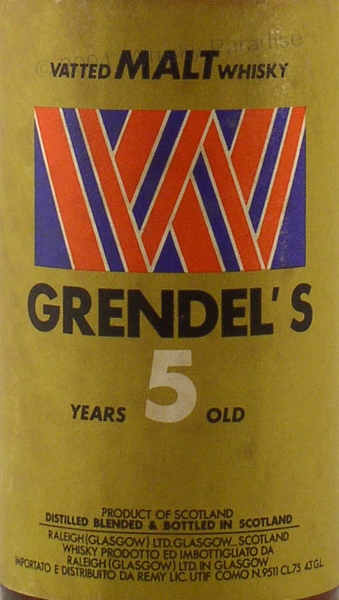 Paradise
VATTED MALT WHISKY
GRENDEL'S
5
YEARS OLD
PRODUCT OF SCOTLAND
DISTILLED BLENDED & BOTTLED IN SCOTLAND
RALEIGH (GLASGOW) LTD. GLASGOW_ SCOTLAND
WHISKY PRODOTTO ED IMBOTTIGLIATO DA
RALEIGH (GLASGOW) LTD. IN GLASGOW
IMPORTATO E DISTRIBUITO DA REMY LIC. UTIF COMO N. 9511 CL.75 43 G.L.